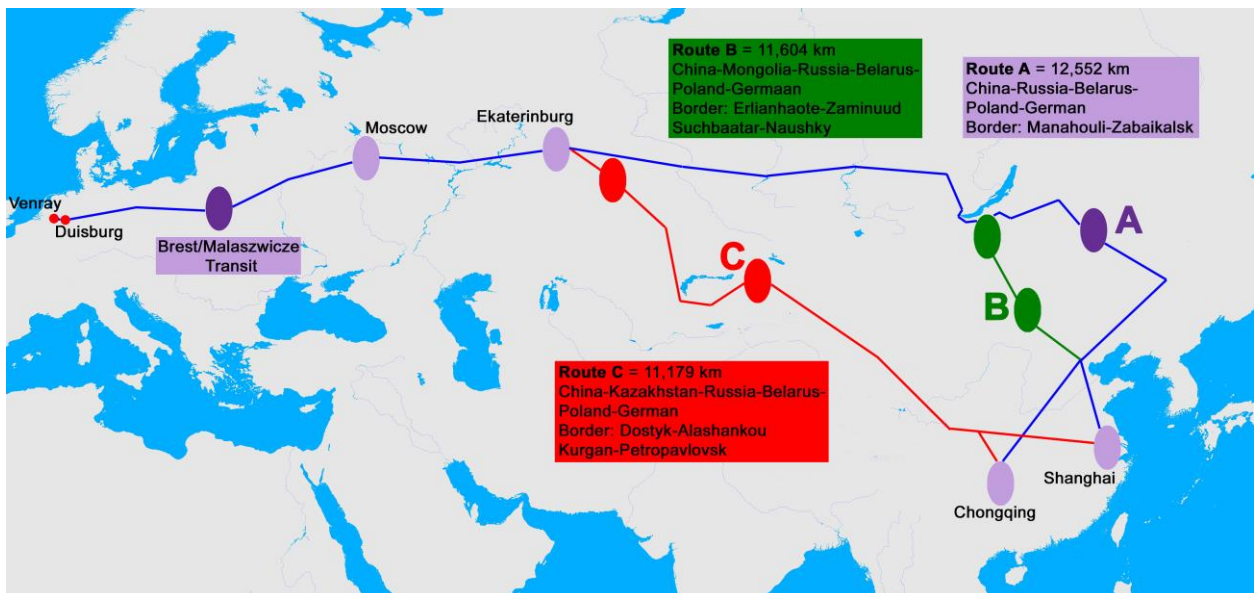 Route B = 11,604 km
China-Mongolia-Russia-Belarus-
Poland-Germaan
Border: Erlianhaote-Zaminuud
Suchbaatar-Naushky
Route A = 12,552 km
China-Russia-Belarus-
Poland-German
Border: Manahouli-Zabaikalsk
Ekaterinburg
Moscow
Venray
Duisburg
Brest/Malaszwicze
Transit
A
B
C
Route C = 11,179 km
China-Kazakhstan-Russia-Belarus-
Poland-German
Border: Dostyk-Alashankou
Kurgan-Petropavlovsk
Shanghai
Chongqing